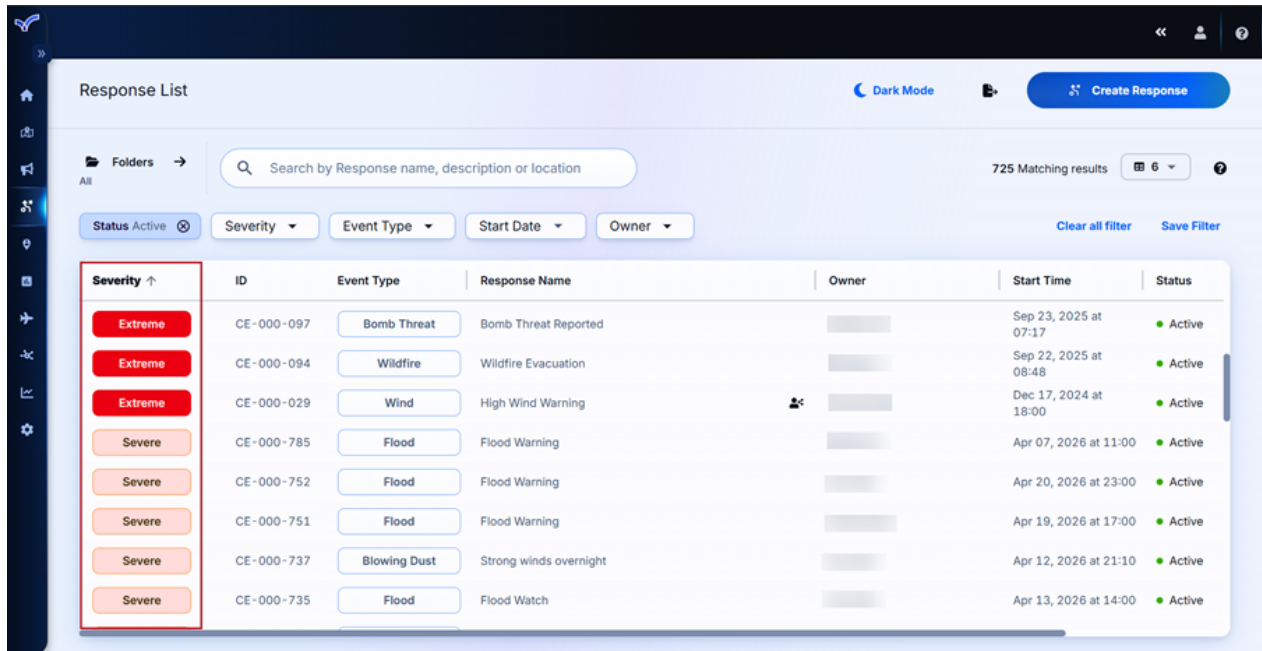 Response List
Dark Mode
Create Response
Folders
All
Search by Response name, description or location
725 Matching results
6
Status Active
Severity
Event Type
Start Date
Owner
Clear all filter
Save Filter
Severity ID Event Type Response Name Owner Start Time Status
Extreme CE-000-097 Bomb Threat Bomb Threat Reported Sep 23, 2025 at 07:17 Active
Extreme CE-000-094 Wildfire Wildfire Evacuation Sep 22, 2025 at 08:48 Active
Extreme CE-000-029 Wind High Wind Warning Dec 17, 2024 at 18:00 Active
Severe CE-000-785 Flood Flood Warning Apr 07, 2026 at 11:00 Active
Severe CE-000-752 Flood Flood Warning Apr 20, 2026 at 23:00 Active
Severe CE-000-751 Flood Flood Warning Apr 19, 2026 at 17:00 Active
Severe CE-000-737 Blowing Dust Strong winds overnight Apr 12, 2026 at 21:10 Active
Severe CE-000-735 Flood Flood Watch Apr 13, 2026 at 14:00 Active